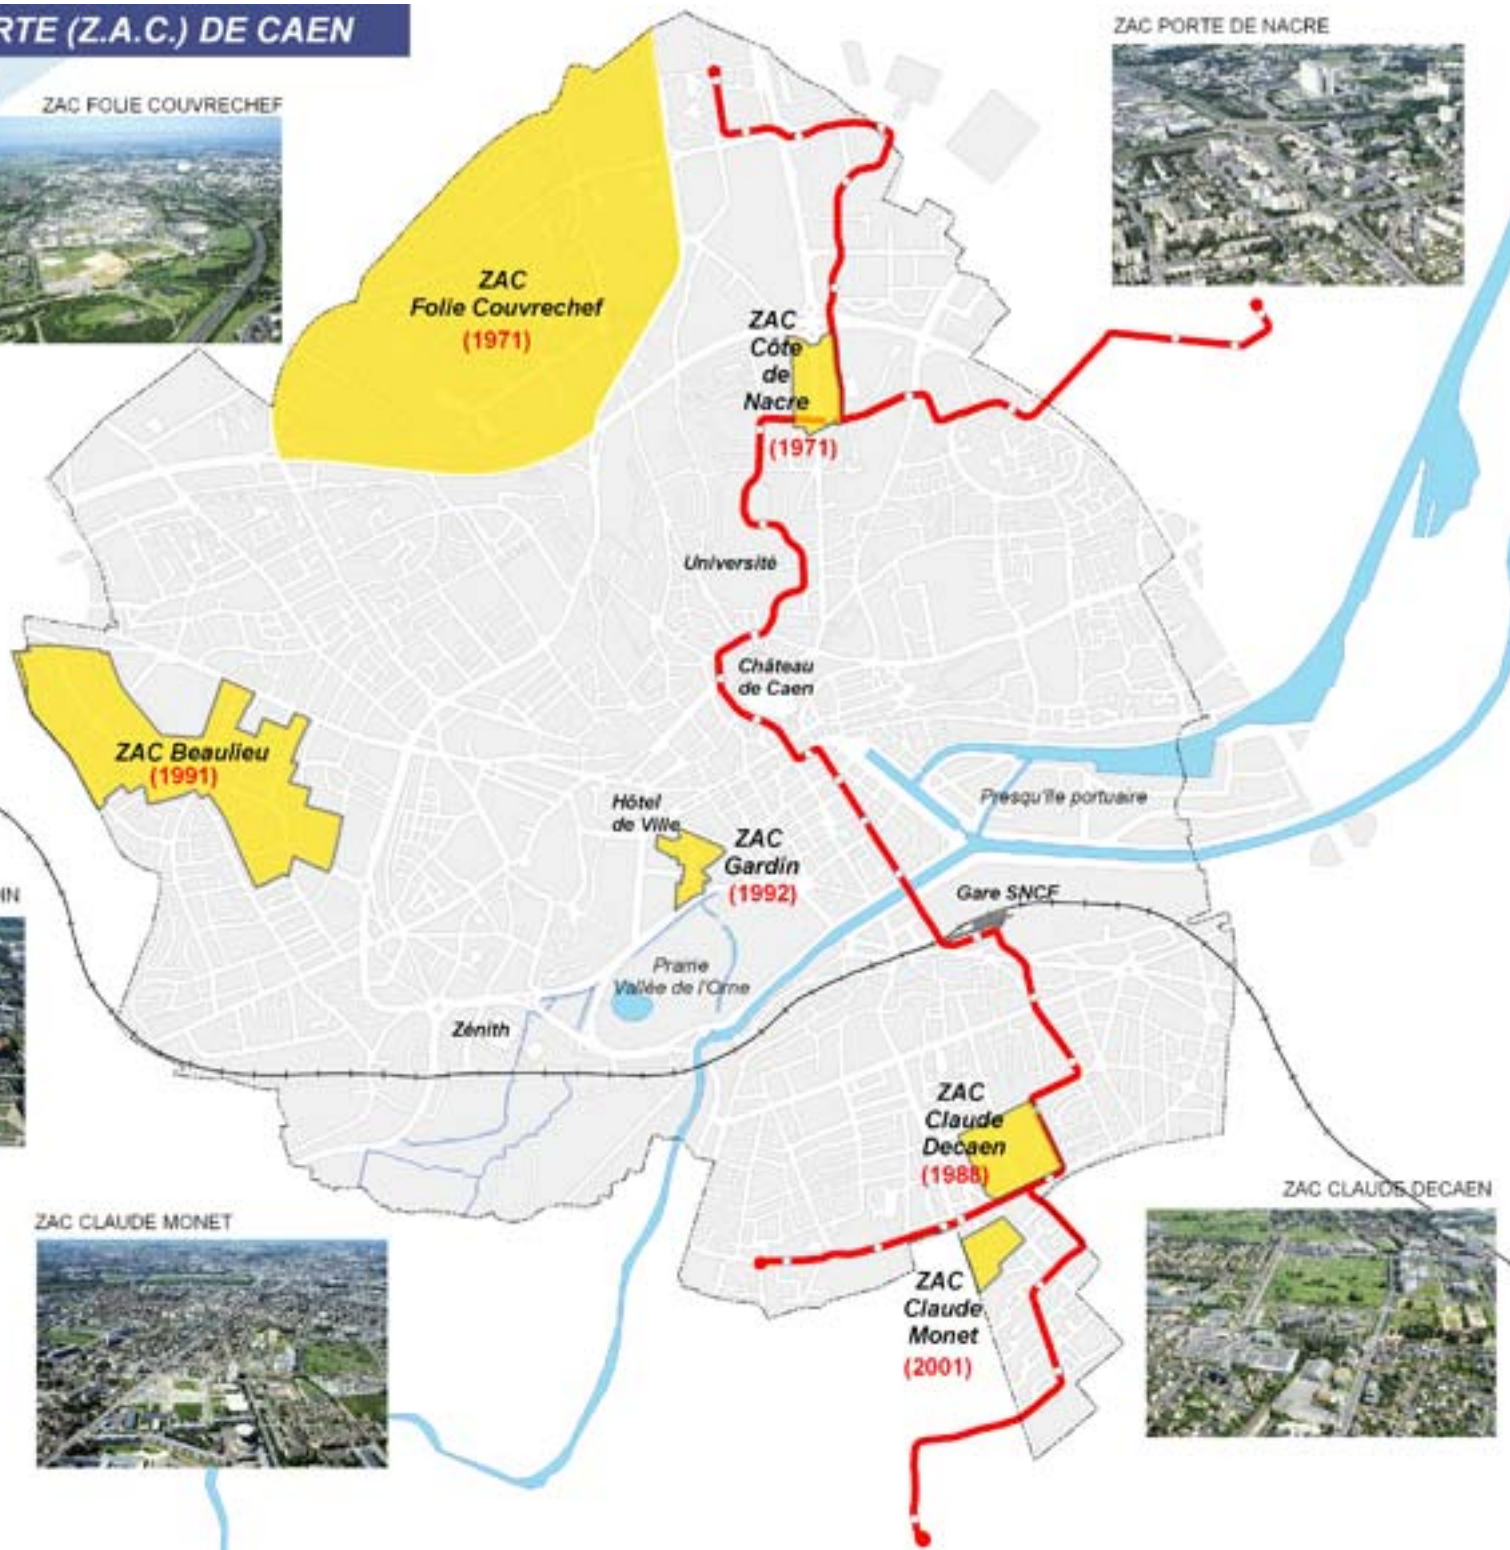 RTE (Z.A.C.) DE CAEN
ZAC PORTE DE NACRE
ZAC FOLIE COUVRECHEF
ZAC
Folie Couvrechef
(1971)
ZAC
Côte
de
Nacre
(1971)
Université
Château
de Caen
ZAC Beaulieu
(1991)
Hôtel
de Ville
ZAC
Gardin
(1992)
Presqu'île portuaire
IN
Gare SNCF
Prairie
Vallée de l'Orne
Zénith
ZAC
Claude
Decaen
(1988)
ZAC CLAUDE DECAEN
ZAC CLAUDE MONET
ZAC
Claude
Monet
(2001)